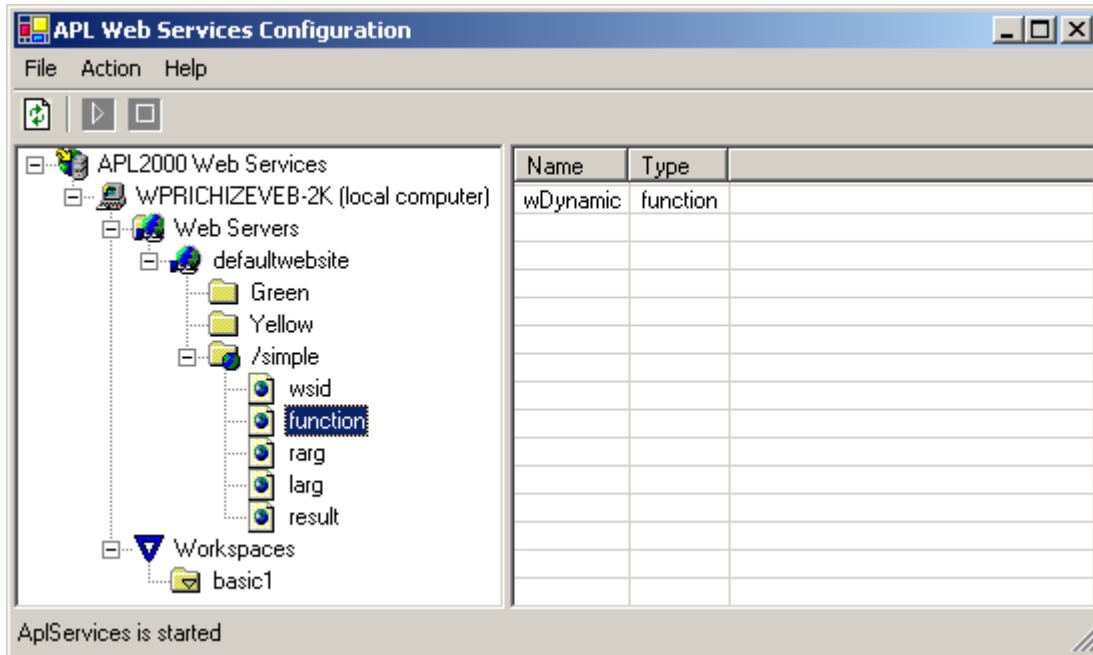 APL Web Services Configuration
File Action Help
APL2000 Web Services
WPRICHIZEVEB-2K (local computer)
Web Servers
defaultwebsite
Green
Yellow
/simple
wsid
function
rarg
larg
result
Workspaces
basic1
Name Type
wDynamic function
AplServices is started